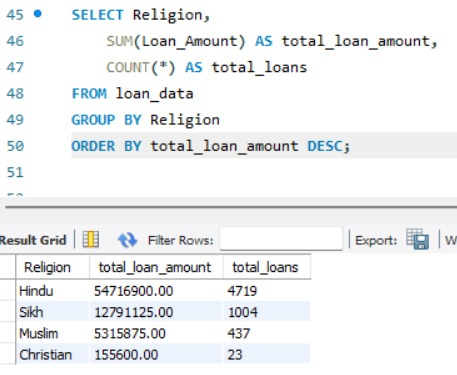 45 SELECT Religion,
46 SUM(Loan_Amount) AS total_loan_amount,
47 COUNT(*) AS total_loans
48 FROM loan_data
49 GROUP BY Religion
50 ORDER BY total_loan_amount DESC;
51
Result Grid Filter Rows: Export: W
Religion total_loan_amount total_loans
Hindu 54716900.00 4719
Sikh 12791125.00 1004
Muslim 5315875.00 437
Christian 155600.00 23